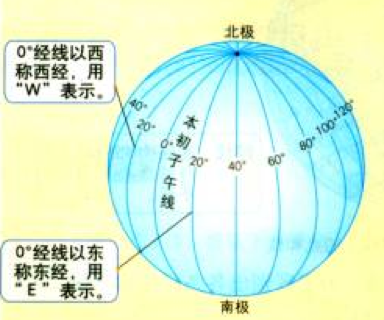 北极
0°经线以西
称西经，用
“W”表示。
40°
20°
0°
20°
40°
60°
80°
100°
120°
本初子午线
0°经线以东
称东经，用
“E”表示。
南极